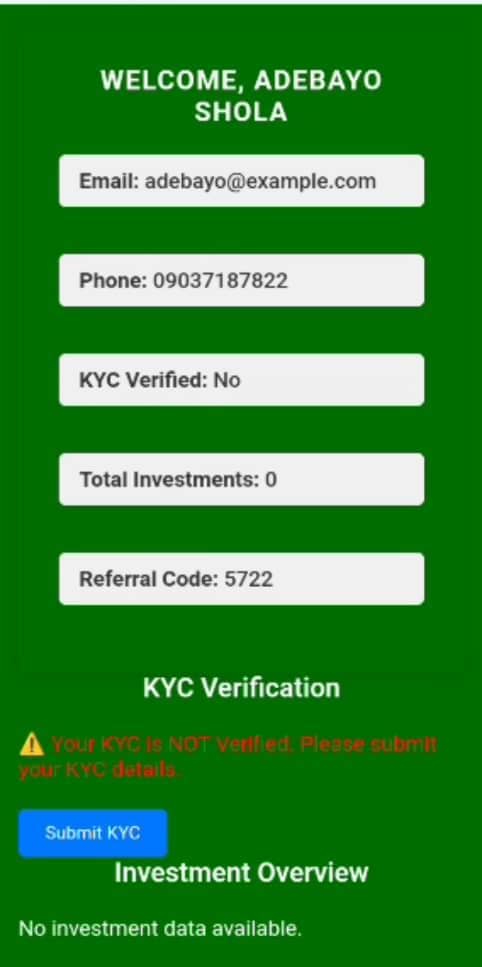 WELCOME, ADEBAYO
SHOLA
Email: adebayo@example.com
Phone: 09037187822
KYC Verified: No
Total Investments: 0
Referral Code: 5722
KYC Verification
⚠️ Your KYC is NOT Verified. Please submit
your KYC details.
Submit KYC
Investment Overview
No investment data available.